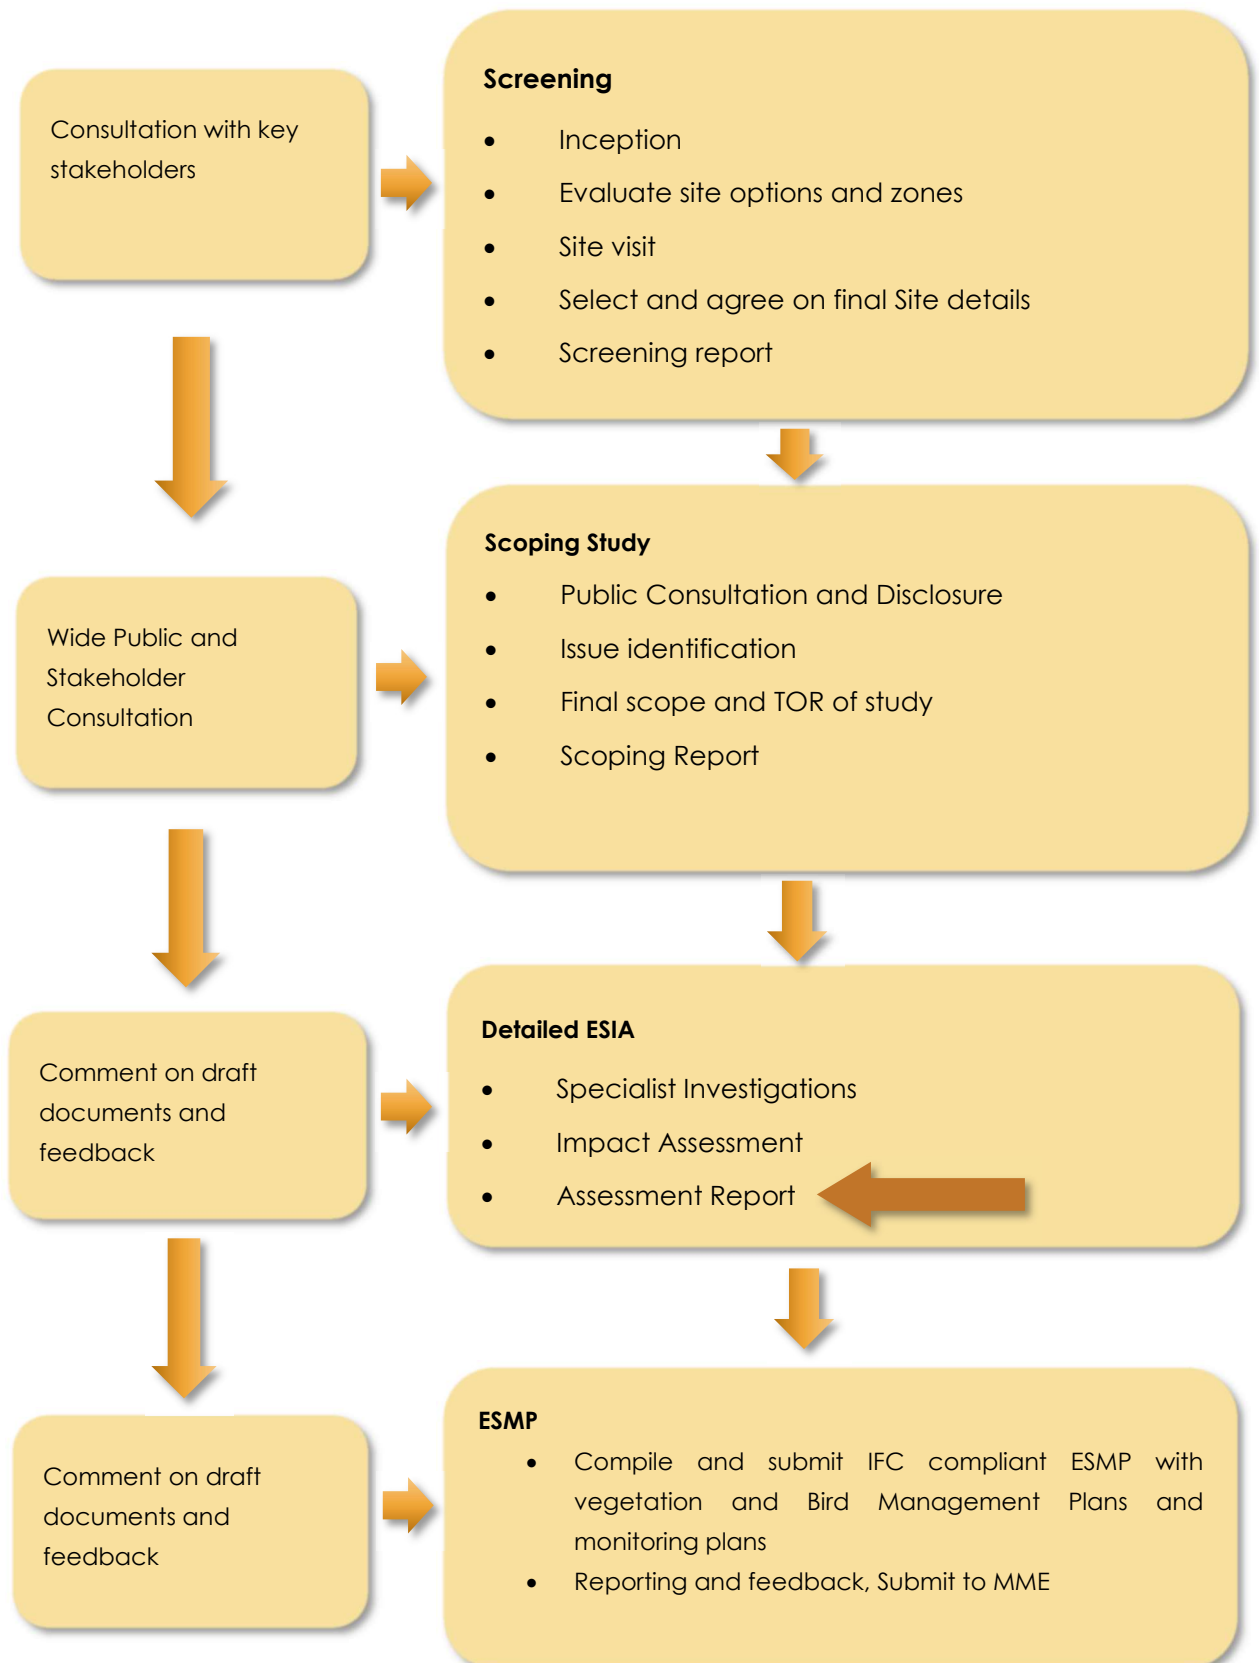 Consultation with key
stakeholders
Screening
• Inception
• Evaluate site options and zones
• Site visit
• Select and agree on final Site details
• Screening report
Wide Public and
Stakeholder
Consultation
Scoping Study
• Public Consultation and Disclosure
• Issue identification
• Final scope and TOR of study
• Scoping Report
Comment on draft
documents and
feedback
Detailed ESIA
• Specialist Investigations
• Impact Assessment
• Assessment Report
Comment on draft
documents and
feedback
ESMP
• Compile and submit IFC compliant ESMP with
vegetation and Bird Management Plans and
monitoring plans
• Reporting and feedback, Submit to MME